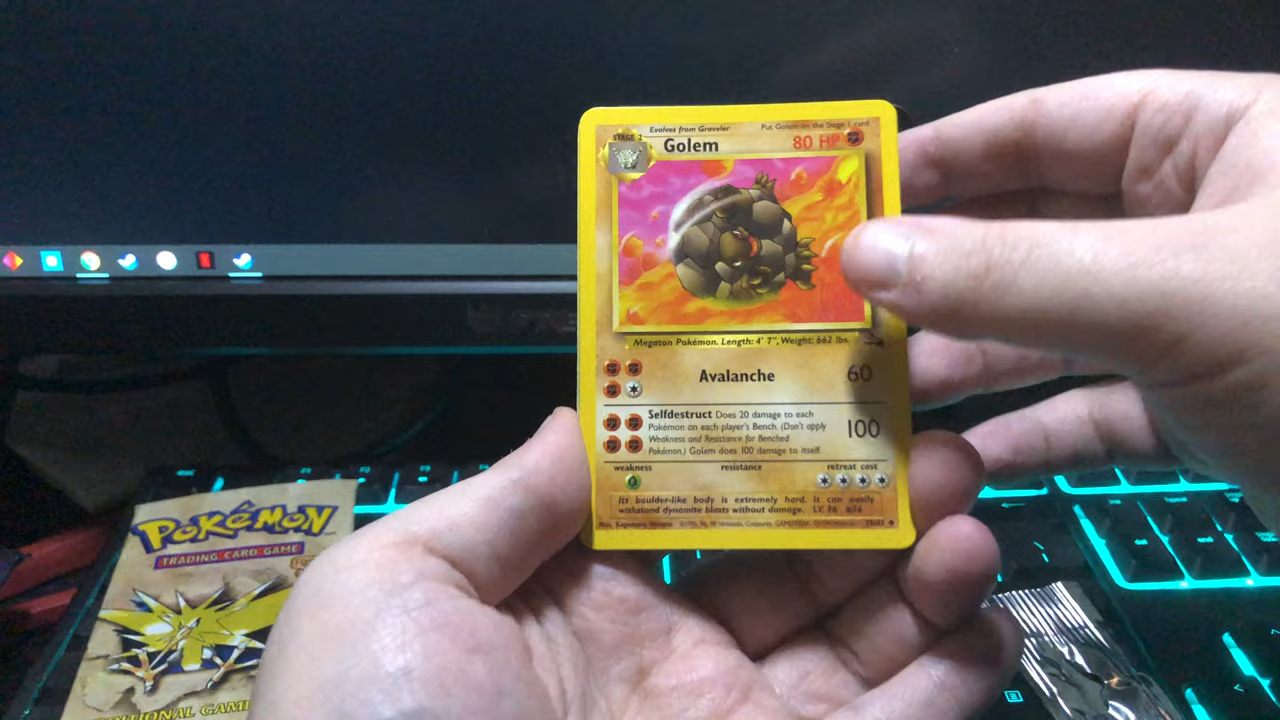 Evolves from Graveler
Put Golem on the Stage 1 card
STAGE 2
Golem
80 HP
Megaton Pokémon. Length: 4' 7", Weight: 662 lbs.
Avalanche
60
Selfdestruct Does 20 damage to each
Pokémon on each player's Bench. (Don't apply
Weakness and Resistance for Benched
Pokémon.) Golem does 100 damage to itself.
100
weakness
resistance
retreat cost
Its boulder-like body is extremely hard. It can easily
withstand dynamite blasts without damage. LV. 36 #76
POKéMON
TRADING CARD GAME